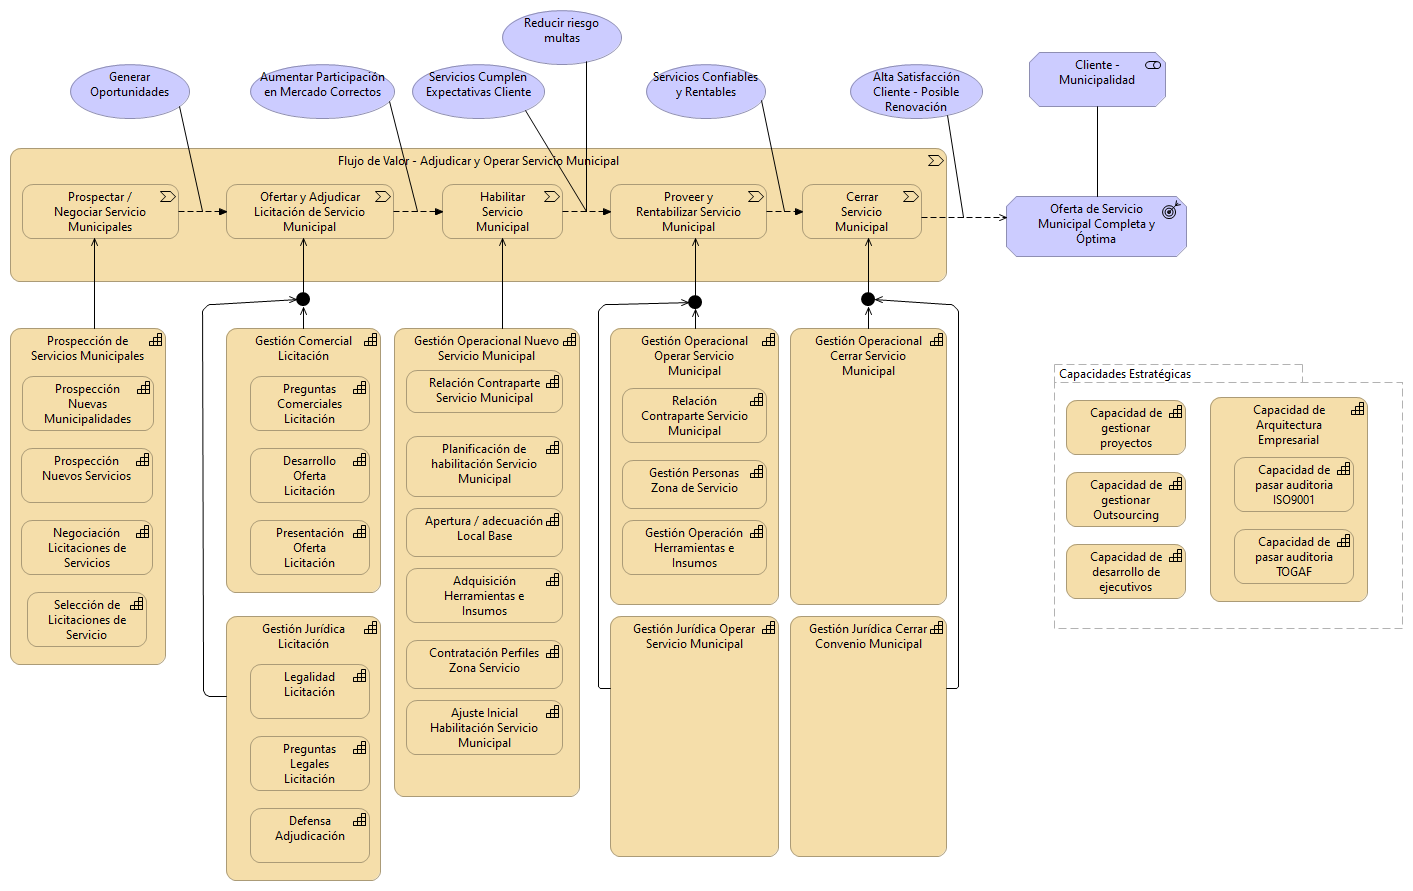 Reducir riesgo
multas
Generar
Oportunidades
Aumentar Participación
en Mercado Correctos
Servicios Cumplen
Expectativas Cliente
Servicios Confiables
y Rentables
Alta Satisfacción
Cliente - Posible
Renovación
Cliente -
Municipalidad
Flujo de Valor - Adjudicar y Operar Servicio Municipal
Prospectar /
Negociar Servicio
Municipales
Ofertar y Adjudicar
Licitación de Servicio
Municipal
Habilitar
Servicio
Municipal
Proveer y
Rentabilizar Servicio
Municipal
Cerrar
Servicio
Municipal
Oferta de Servicio
Municipal Completa y
Óptima
Prospección de
Servicios Municipales
Prospección
Nuevas
Municipalidades
Prospección
Nuevos Servicios
Negociación
Licitaciones de
Servicios
Selección de
Licitaciones de
Servicio
Gestión Comercial
Licitación
Preguntas
Comerciales
Licitación
Desarrollo
Oferta
Licitación
Presentación
Oferta
Licitación
Gestión Jurídica
Licitación
Legalidad
Licitación
Preguntas
Legales
Licitación
Defensa
Adjudicación
Gestión Operacional Nuevo
Servicio Municipal
Relación Contraparte
Servicio Municipal
Planificación de
habilitación Servicio
Municipal
Apertura / adecuación
Local Base
Adquisición
Herramientas e
Insumos
Contratación Perfiles
Zona Servicio
Ajuste Inicial
Habilitación Servicio
Municipal
Gestión Operacional
Operar Servicio
Municipal
Relación
Contraparte Servicio
Municipal
Gestión Personas
Zona de Servicio
Gestión Operación
Herramientas e
Insumos
Gestión Jurídica Operar
Servicio Municipal
Gestión Operacional
Cerrar Servicio
Municipal
Gestión Jurídica Cerrar
Convenio Municipal
Capacidades Estratégicas
Capacidad de
gestionar
proyectos
Capacidad de
gestionar
Outsourcing
Capacidad de
desarrollo de
ejecutivos
Capacidad de
Arquitectura
Empresarial
Capacidad de
pasar auditoria
ISO9001
Capacidad de
pasar auditoria
TOGAF